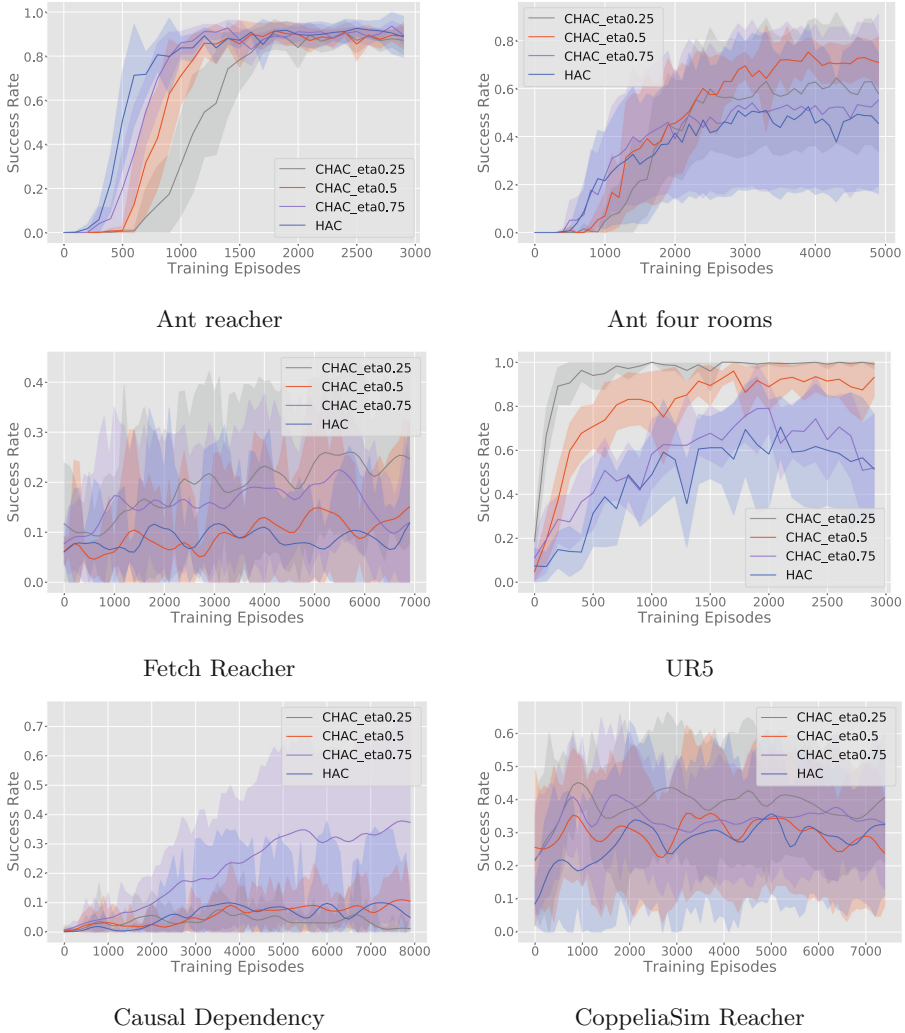 1.0
0.8
0.6
0.4
0.2
0.0
Success Rate
CHAC_eta0.25
CHAC_eta0.5
CHAC_eta0.75
HAC
0 500 1000 1500 2000 2500 3000
Training Episodes
Ant reacher
0.8
0.6
0.4
0.2
0.0
Success Rate
CHAC_eta0.25
CHAC_eta0.5
CHAC_eta0.75
HAC
0 1000 2000 3000 4000 5000
Training Episodes
Ant four rooms
0.4
0.3
0.2
0.1
0.0
Success Rate
CHAC_eta0.25
CHAC_eta0.5
CHAC_eta0.75
HAC
0 1000 2000 3000 4000 5000 6000 7000
Training Episodes
Fetch Reacher
1.0
0.8
0.6
0.4
0.2
0.0
Success Rate
CHAC_eta0.25
CHAC_eta0.5
CHAC_eta0.75
HAC
0 500 1000 1500 2000 2500 3000
Training Episodes
UR5
0.7
0.6
0.5
0.4
0.3
0.2
0.1
0.0
Success Rate
CHAC_eta0.25
CHAC_eta0.5
CHAC_eta0.75
HAC
0 1000 2000 3000 4000 5000 6000 7000 8000
Training Episodes
Causal Dependency
0.7
0.6
0.5
0.4
0.3
0.2
0.1
0.0
Success Rate
CHAC_eta0.25
CHAC_eta0.5
CHAC_eta0.75
HAC
0 1000 2000 3000 4000 5000 6000 7000
Training Episodes
CoppeliaSim Reacher